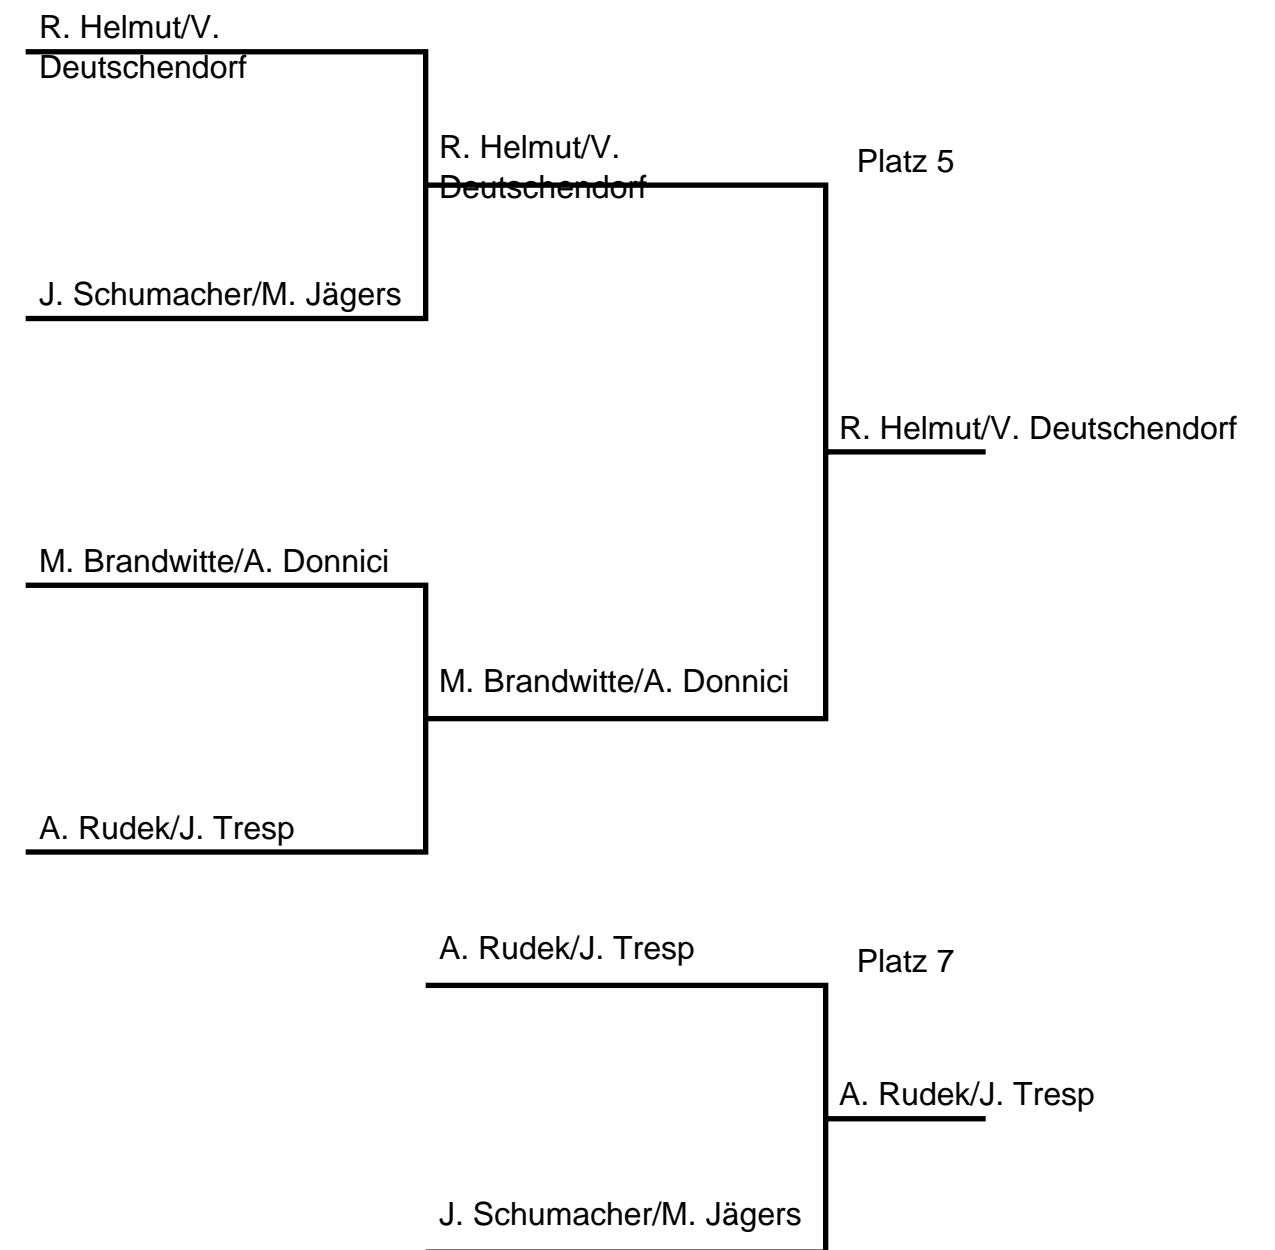 R. Helmut/V.
Deutschendorf
R. Helmut/V.
Deutschendorf
Platz 5
J. Schumacher/M. Jägers
R. Helmut/V. Deutschendorf
M. Brandwitte/A. Donnici
M. Brandwitte/A. Donnici
A. Rudek/J. Tresp
A. Rudek/J. Tresp
Platz 7
A. Rudek/J. Tresp
J. Schumacher/M. Jägers